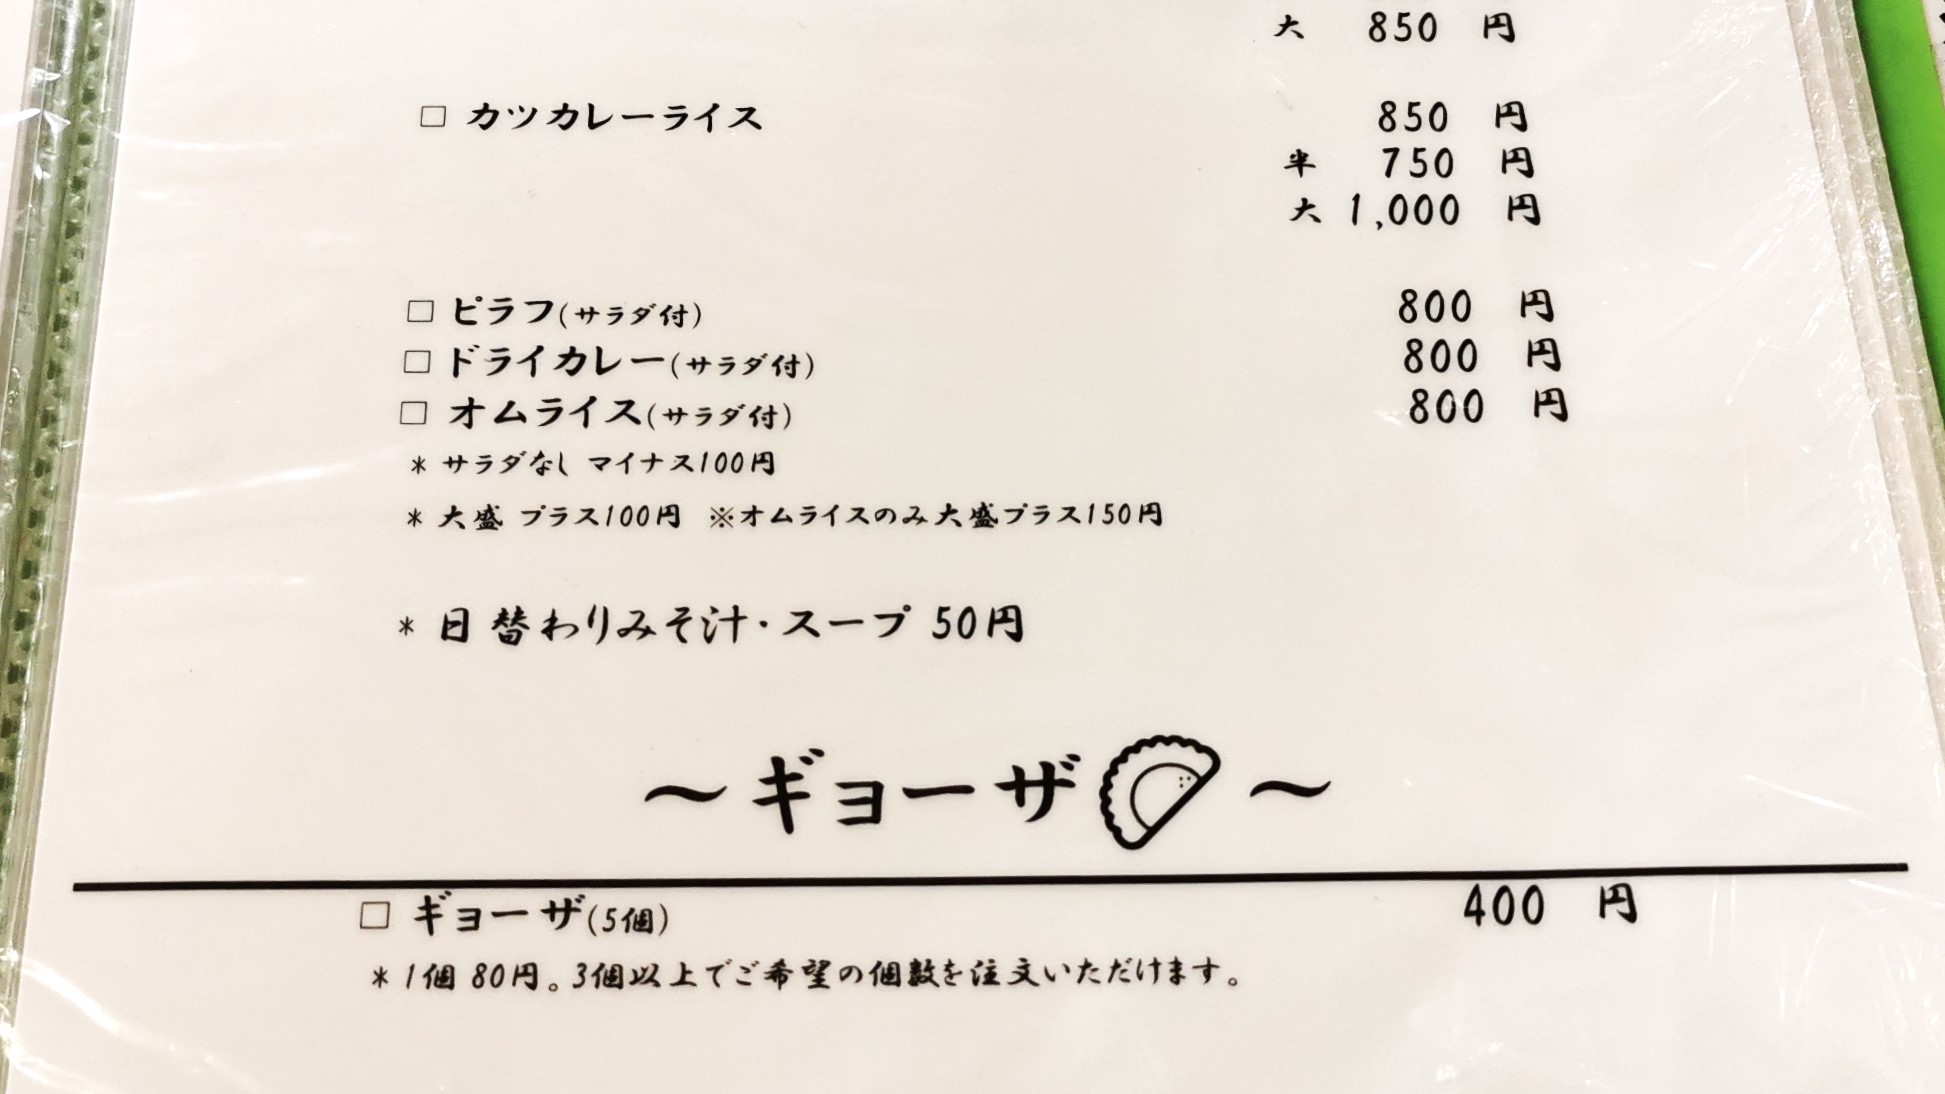 大 850 円
□ カツカレーライス 850 円
半 750 円
大 1,000 円
□ ピラフ(サラダ付) 800 円
□ ドライカレー(サラダ付) 800 円
□ オムライス(サラダ付) 800 円
* サラダなし マイナス100円
* 大盛 プラス100円 ※オムライスのみ大盛プラス150円
* 日替わりみそ汁・スープ 50円
～ギョーザ～
□ ギョーザ(5個) 400 円
* 1個 80円。3個以上でご希望の個数を注文いただけます。